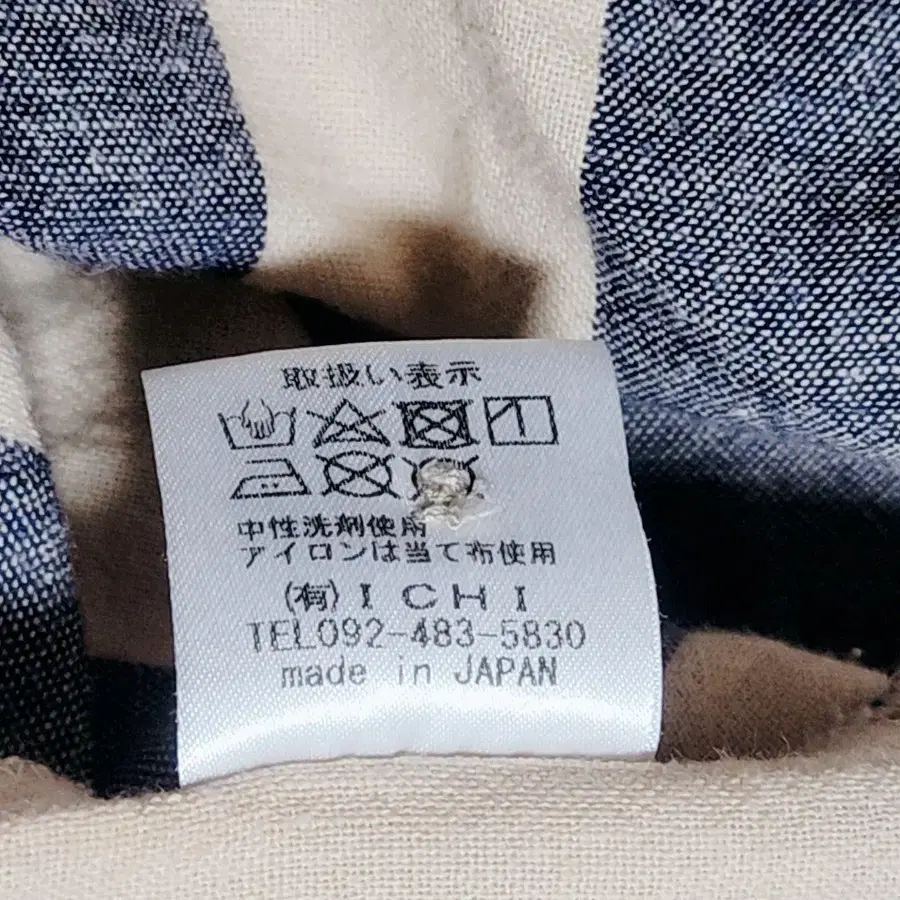 取扱い表示
中性洗剤使用
アイロンは当て布使用
(有) I C H I
TEL092-483-5830
made in JAPAN